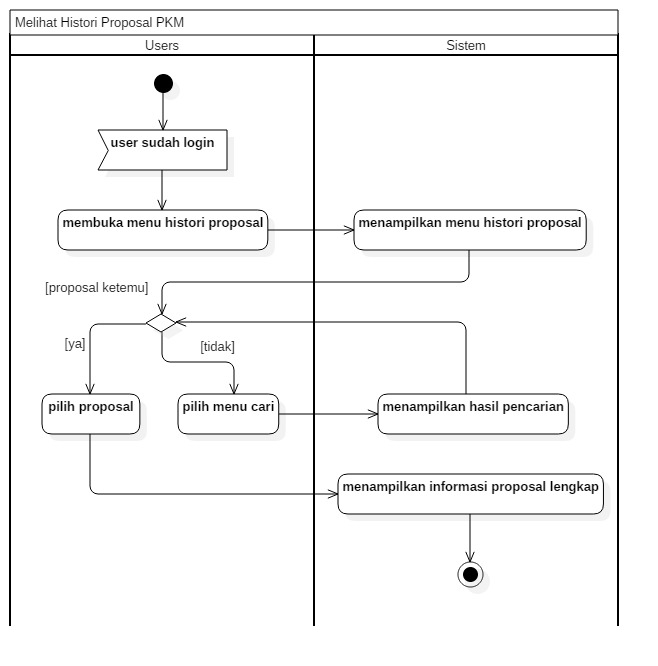 Melihat Histori Proposal PKM
Users
Sistem
user sudah login
membuka menu histori proposal
menampilkan menu histori proposal
[proposal ketemu]
[ya]
[tidak]
pilih proposal
pilih menu cari
menampilkan hasil pencarian
menampilkan informasi proposal lengkap